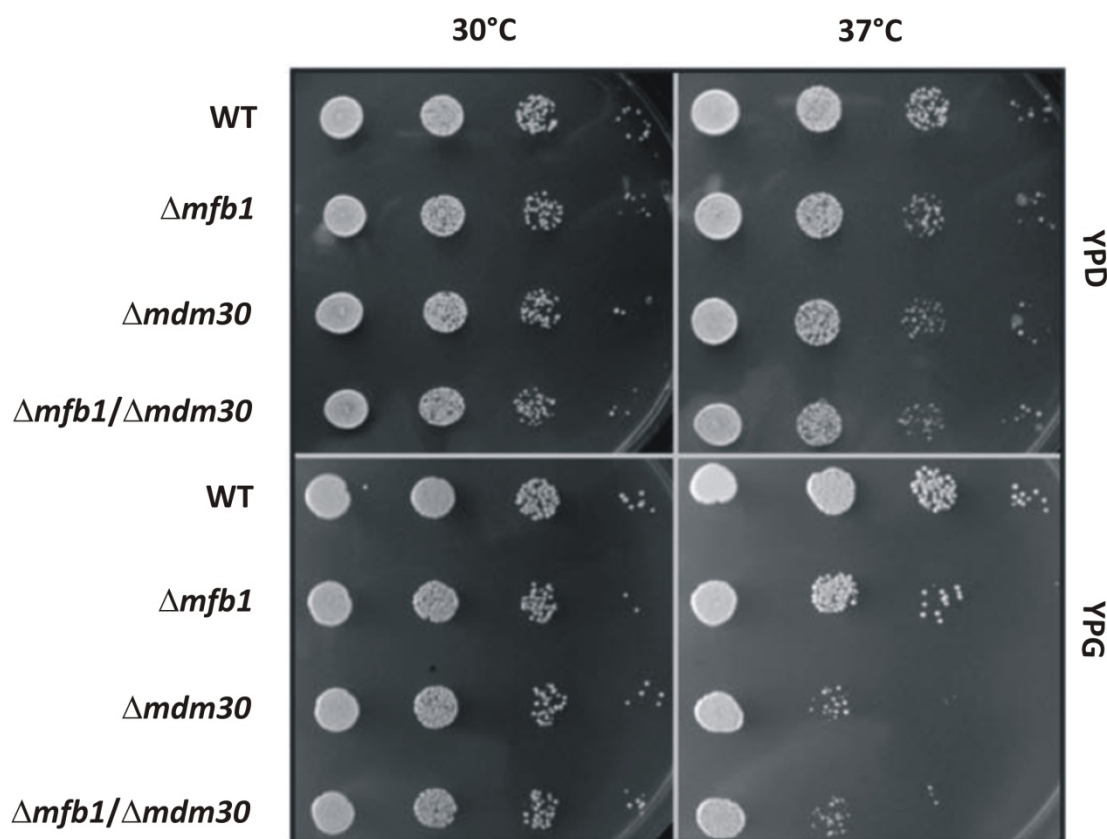 30°C 37°C
WT
Δmfb1
Δmdm30
Δmfb1/Δmdm30
YPD
WT
Δmfb1
Δmdm30
Δmfb1/Δmdm30
YPG